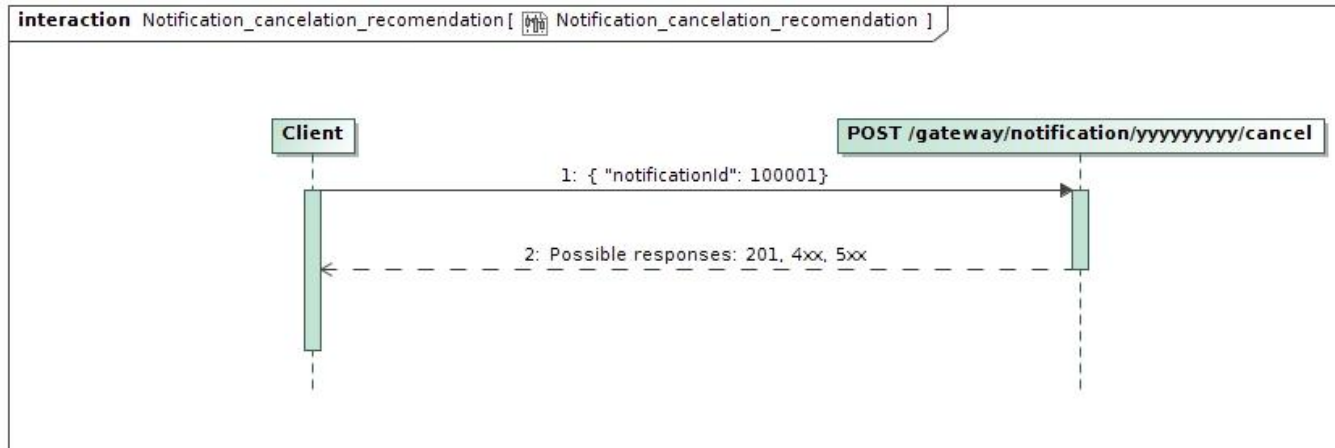 interaction Notification_cancelation_recomendation [ Notification_cancelation_recomendation ]
Client
POST /gateway/notification/yyyyyyyyy/cancel
1: { "notificationId": 100001}
2: Possible responses: 201, 4xx, 5xx